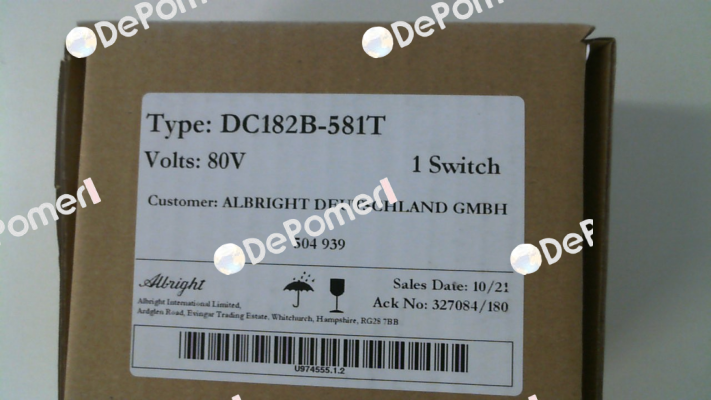 DePomerl
DePomerl
Type: DC182B-581T
Volts: 80V
1 Switch
DePomerl
Customer: ALBRIGHT DEUTSCHLAND GMBH
504 939
DePomerl
DePo
Albright
Albright International Limited,
Ardglen Road, Evingar Trading Estate, Whitchurch, Hampshire, RG28 7BB
Sales Date: 10/21
Ack No: 327084/180
U974555.1.2